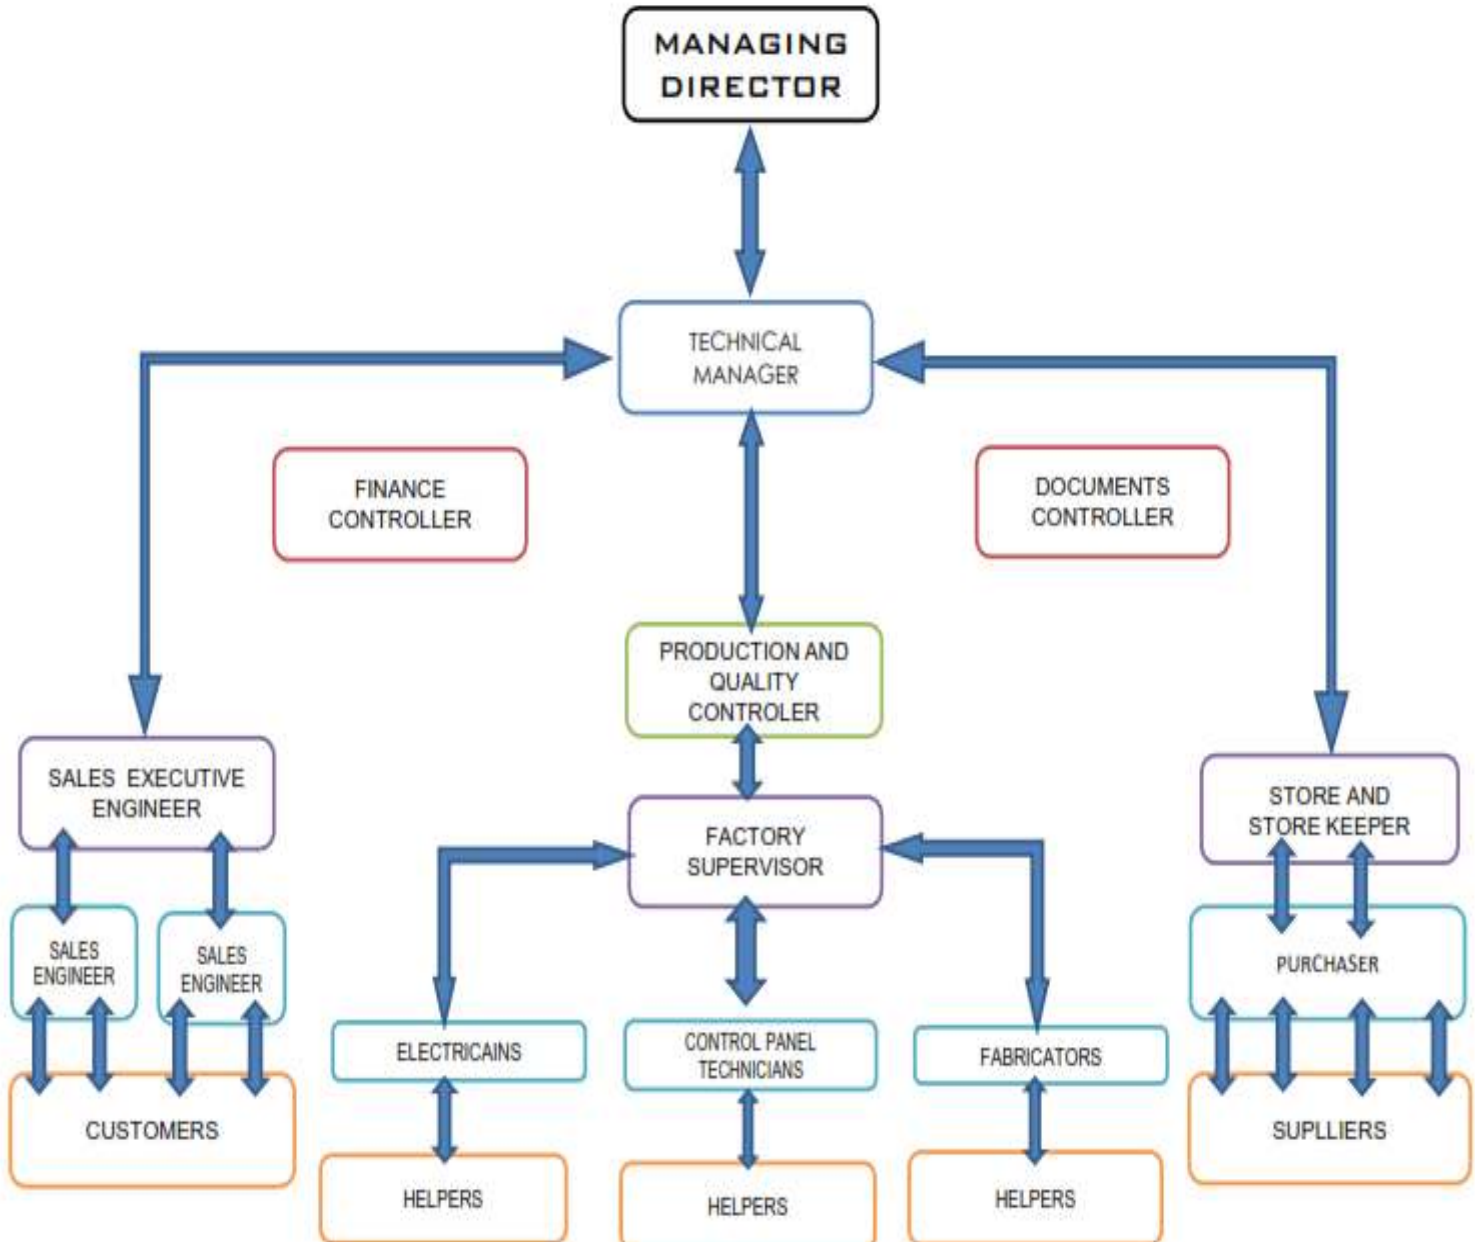 MANAGING
DIRECTOR
TECHNICAL
MANAGER
FINANCE
CONTROLLER
DOCUMENTS
CONTROLLER
PRODUCTION AND
QUALITY
CONTROLER
SALES EXECUTIVE
ENGINEER
FACTORY
SUPERVISOR
STORE AND
STORE KEEPER
SALES
ENGINEER
SALES
ENGINEER
PURCHASER
ELECTRICAINS
CONTROL PANEL
TECHNICIANS
FABRICATORS
CUSTOMERS
SUPLLIERS
HELPERS
HELPERS
HELPERS